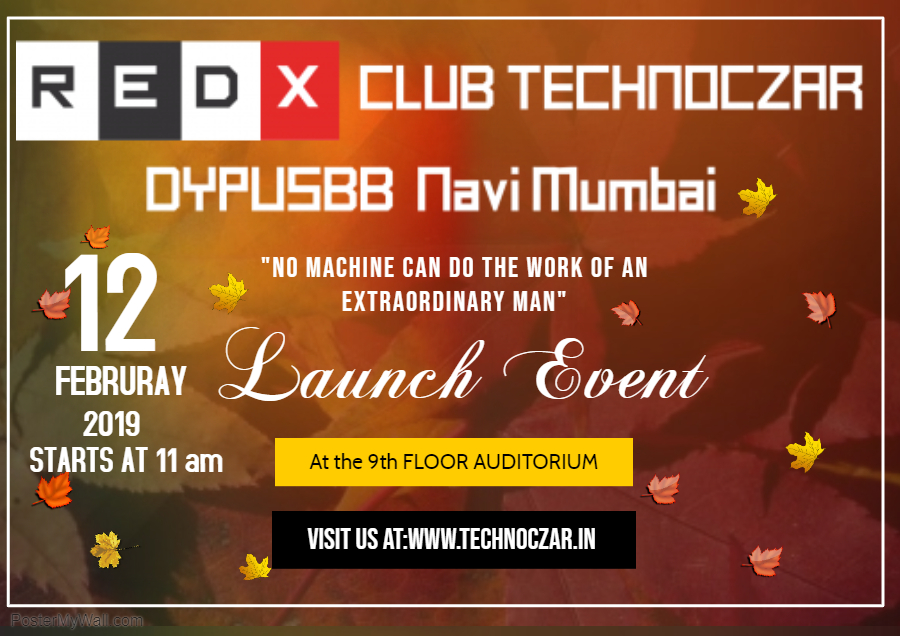 RED X CLUB TECHNOCZAR
DYPUSBB Navi Mumbai
"NO MACHINE CAN DO THE WORK OF AN
EXTRAORDINARY MAN"
12
FEBRURAY
2019
STARTS AT 11 am
Launch Event
At the 9th FLOOR AUDITORIUM
VISIT US AT:WWW.TECHNOCZAR.IN
PosterMyWall.com